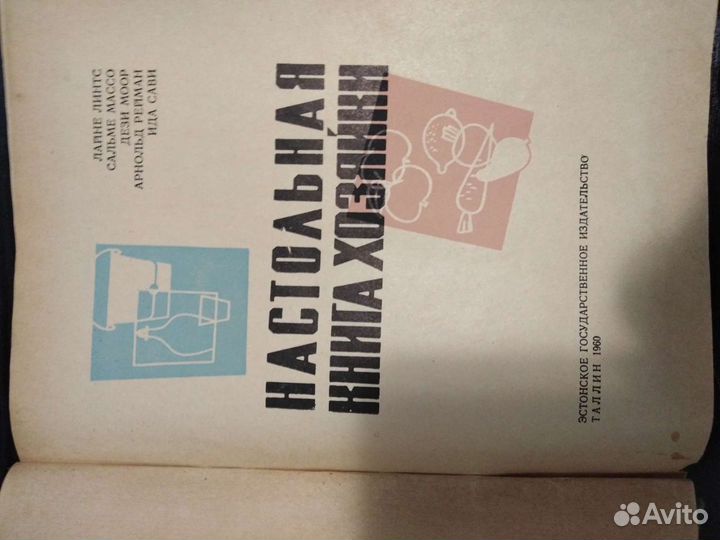 ЛАЙНЕ ЛИНТС
САЛЬМЕ МАССО
ДЕЗИ МООР
АРНОЛЬД РЕЙМАН
ИДА САВИ
НАСТОЛЬНАЯ
КНИГА ХОЗЯЙКИ
ЭСТОНСКОЕ ГОСУДАРСТВЕННОЕ ИЗДАТЕЛЬСТВО
ТАЛЛИН 1960
Avito